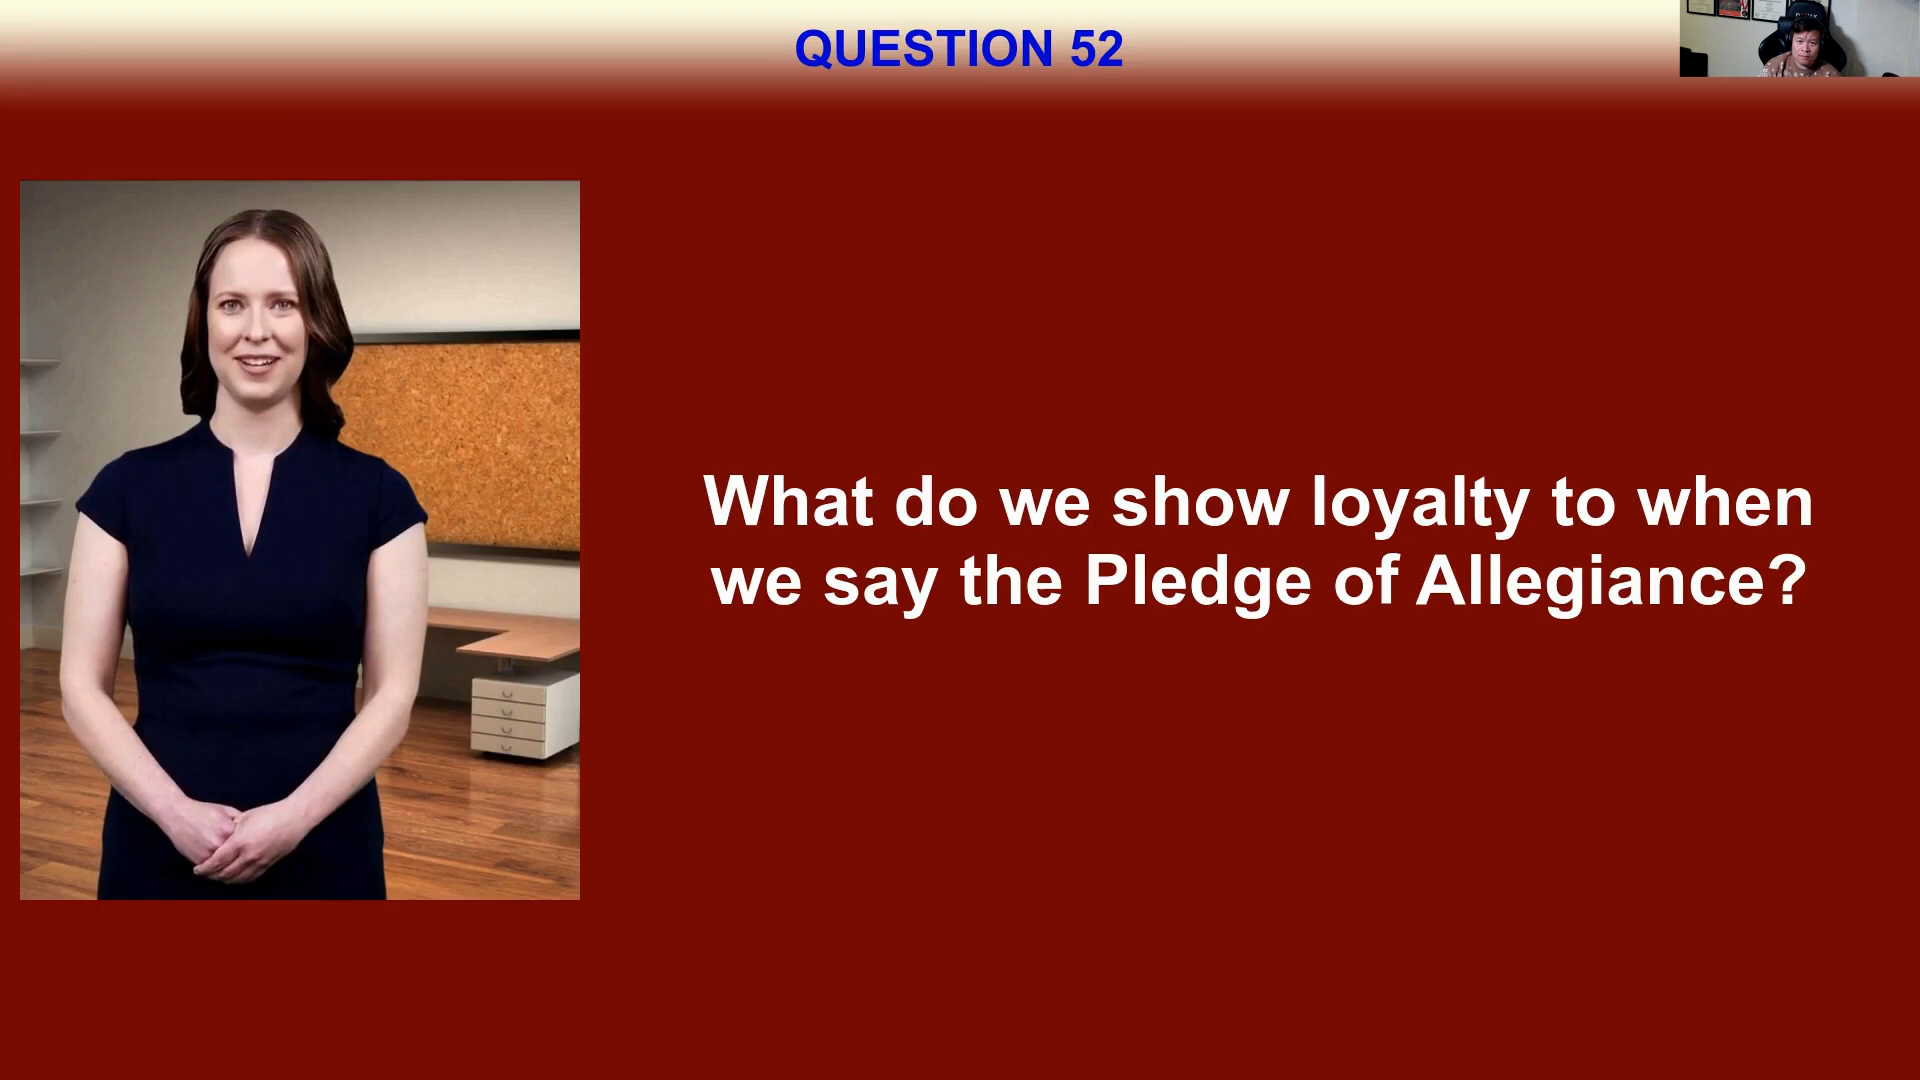 QUESTION 52
What do we show loyalty to when
we say the Pledge of Allegiance?